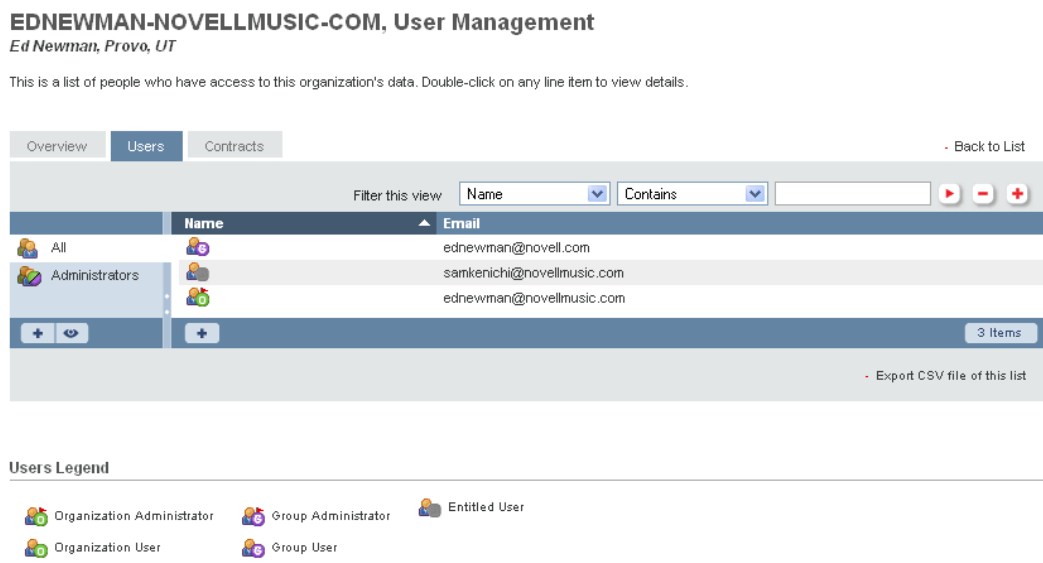 EDNEWMAN-NOVELLMUSIC-COM, User Management
Ed Newman, Provo, UT
This is a list of people who have access to this organization's data. Double-click on any line item to view details.
Overview Users Contracts Back to List
Filter this view Name Contains
Name Email
All ednewman@novell.com
Administrators samkenichi@novellmusic.com
ednewman@novellmusic.com
3 Items
Export CSV file of this list
Users Legend
Organization Administrator Group Administrator Entitled User
Organization User Group User